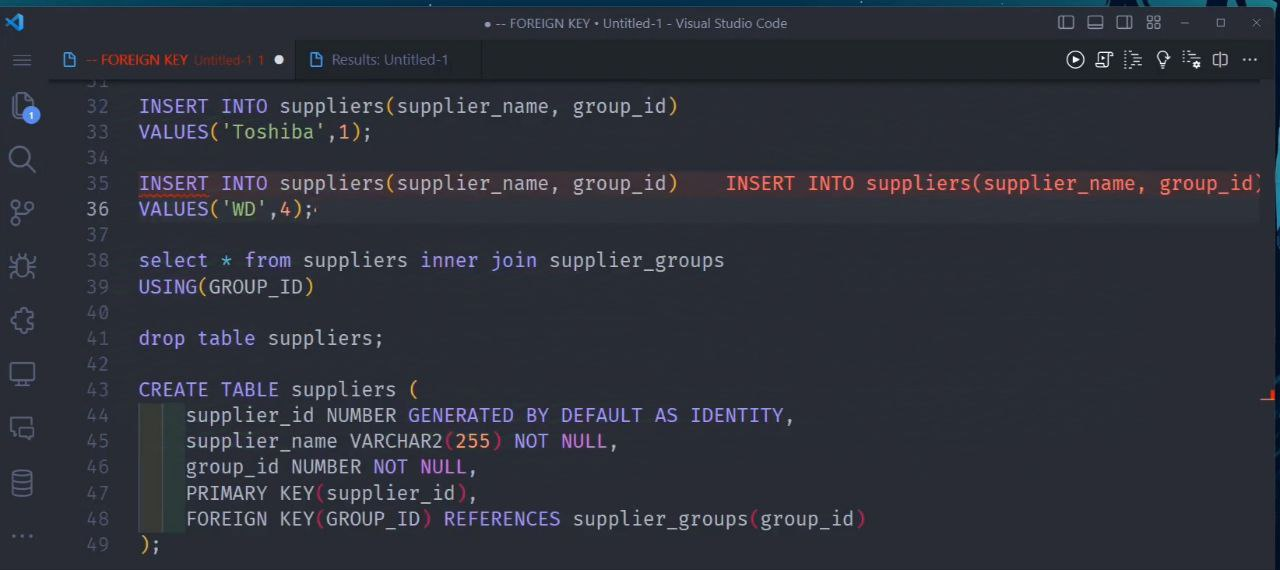 ● -- FOREIGN KEY • Untitled-1 - Visual Studio Code
-- FOREIGN KEY Untitled-1 1 ●
Results: Untitled-1
31
32 INSERT INTO suppliers(supplier_name, group_id)
33 VALUES('Toshiba',1);
34
35 INSERT INTO suppliers(supplier_name, group_id) INSERT INTO suppliers(supplier_name, group_id)
36 VALUES('WD',4);
37
38 select * from suppliers inner join supplier_groups
39 USING(GROUP_ID)
40
41 drop table suppliers;
42
43 CREATE TABLE suppliers (
44 supplier_id NUMBER GENERATED BY DEFAULT AS IDENTITY,
45 supplier_name VARCHAR2(255) NOT NULL,
46 group_id NUMBER NOT NULL,
47 PRIMARY KEY(supplier_id),
48 FOREIGN KEY(GROUP_ID) REFERENCES supplier_groups(group_id)
49 );
1